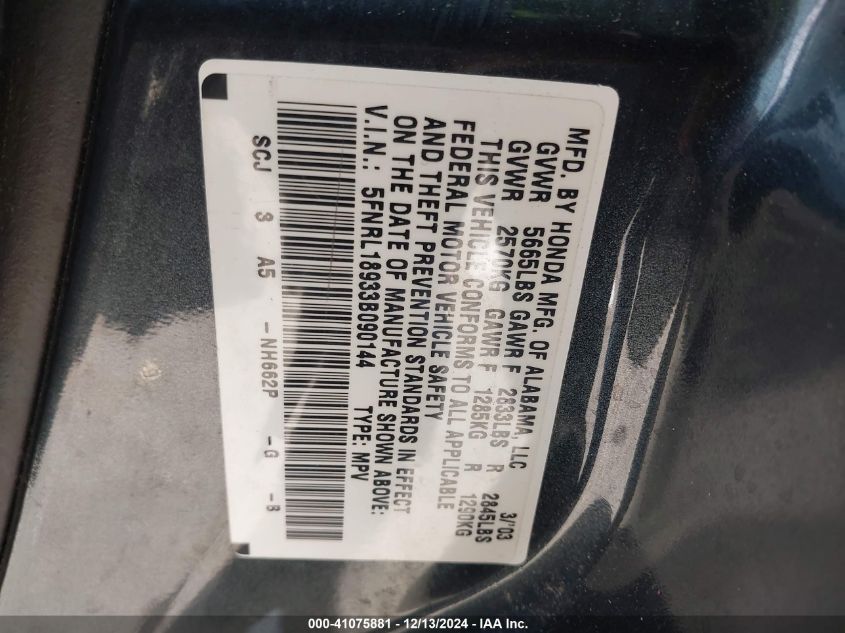 MFD. BY HONDA MFG. OF ALABAMA, LLC 3/'03
GVWR 5665LBS GAWR F 2833LBS R 2845LBS
GVWR 2570KG GAWR F 1285KG R 1290KG
THIS VEHICLE CONFORMS TO ALL APPLICABLE
FEDERAL MOTOR VEHICLE SAFETY
AND THEFT PREVENTION STANDARDS IN EFFECT
ON THE DATE OF MANUFACTURE SHOWN ABOVE:
V.I.N.: 5FNRL18933B090144 TYPE: MPV
SCJ 3 A5 -NH662P -G -B
000-41075881 - 12/13/2024 - IAA Inc.